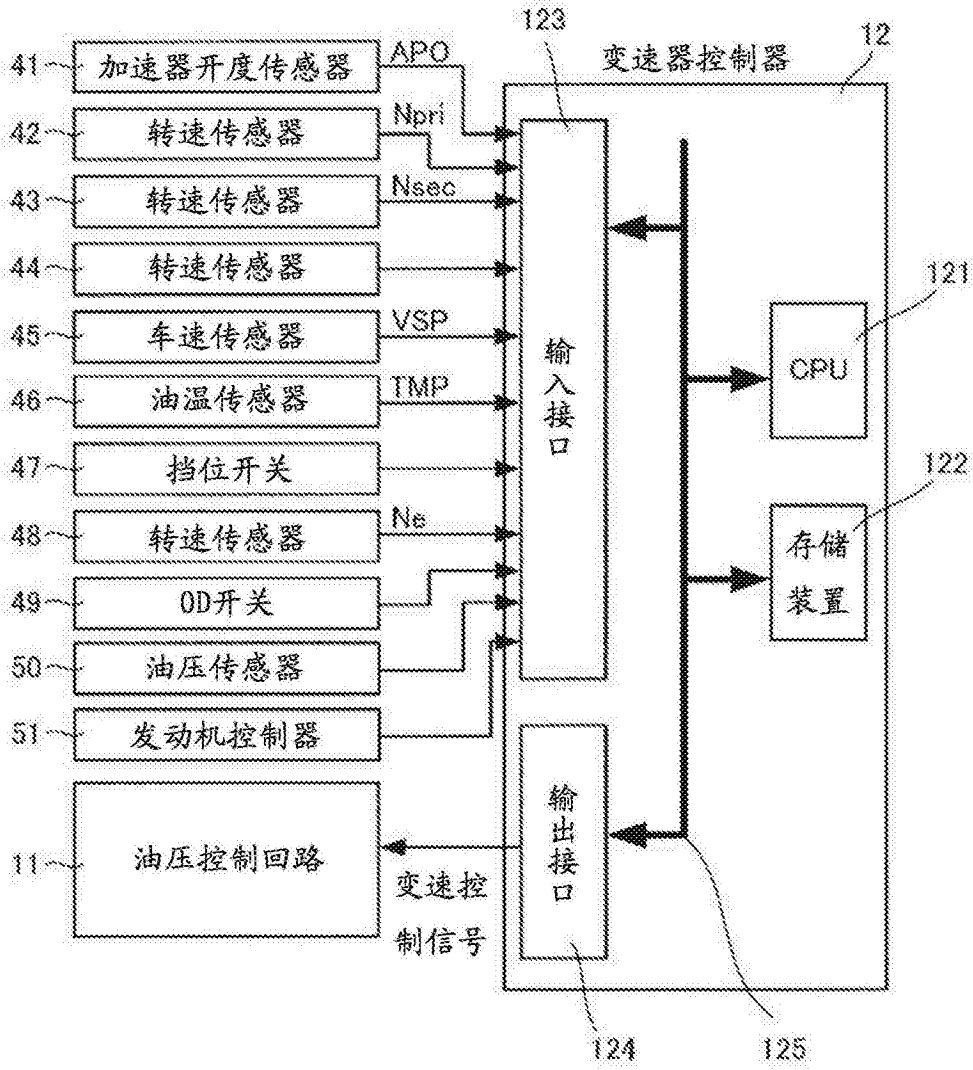 123
12
变速器控制器
41 加速器开度传感器 APO
42 转速传感器 Npri
43 转速传感器 Nsec
44 转速传感器
45 车速传感器 VSP
46 油温传感器 TMP
47 挡位开关
48 转速传感器 Ne
49 OD开关
50 油压传感器
51 发动机控制器
11 油压控制回路
变速控
制信号
输入接口
输出接口
121
CPU
122
存储
装置
124
125